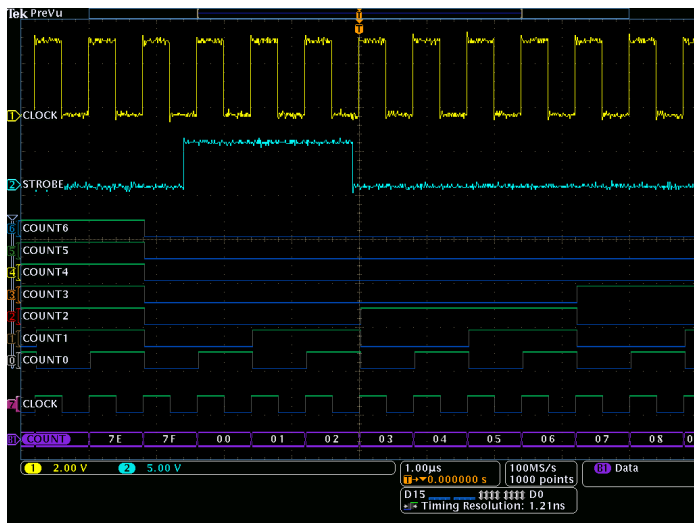 Tek PreVu
T
T
1 CLOCK
2 STROBE
6 COUNT6
5 COUNT5
4 COUNT4
3 COUNT3
2 COUNT2
1 COUNT1
0 COUNT0
7 CLOCK
B1 COUNT 7E 7F 00 01 02 03 04 05 06 07 08
1 2.00 V 2 5.00 V 1.00µs 100MS/s B1 Data
T→▼0.000000 s 1000 points
D15 D0
Timing Resolution: 1.21ns